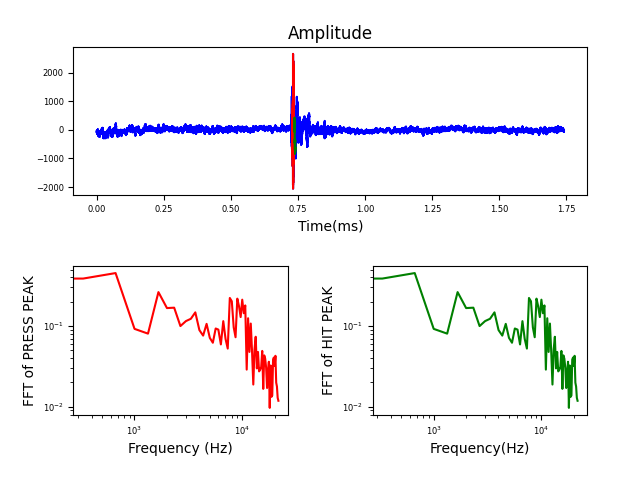 Amplitude
2000
1000
0
−1000
−2000
0.00 0.25 0.50 0.75 1.00 1.25 1.50 1.75
Time(ms)
FFT of PRESS PEAK
10⁻¹
10⁻²
10³ 10⁴
Frequency (Hz)
FFT of HIT PEAK
10⁻¹
10⁻²
10³ 10⁴
Frequency(Hz)